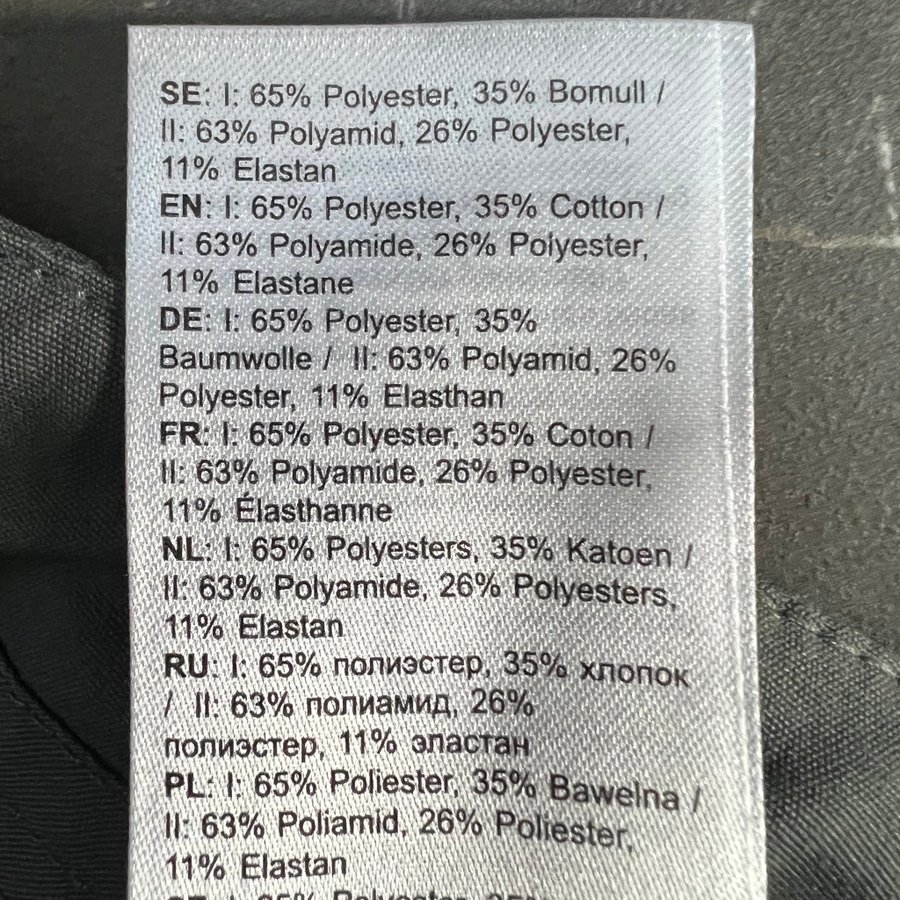 SE: I: 65% Polyester, 35% Bomull /
II: 63% Polyamid, 26% Polyester,
11% Elastan
EN: I: 65% Polyester, 35% Cotton /
II: 63% Polyamide, 26% Polyester,
11% Elastane
DE: I: 65% Polyester, 35%
Baumwolle / II: 63% Polyamid, 26%
Polyester, 11% Elasthan
FR: I: 65% Polyester, 35% Coton /
II: 63% Polyamide, 26% Polyester,
11% Élasthanne
NL: I: 65% Polyesters, 35% Katoen /
II: 63% Polyamide, 26% Polyesters,
11% Elastan
RU: I: 65% полиэстер, 35% хлопок
/ II: 63% полиамид, 26%
полиэстер, 11% эластан
PL: I: 65% Poliester, 35% Bawełna /
II: 63% Poliamid, 26% Poliester,
11% Elastan